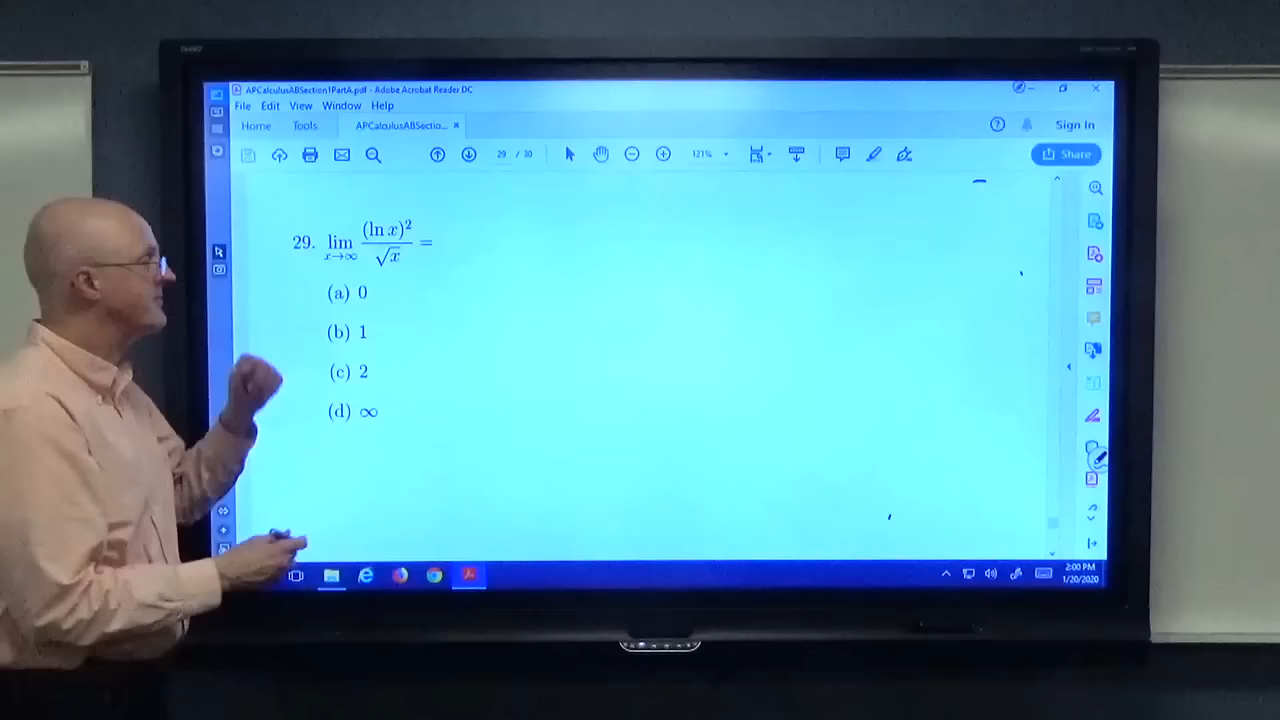 APCalculusABSection1PartA.pdf - Adobe Acrobat Reader DC
File Edit View Window Help
Home Tools APCalculusABSectio... × Sign In
29 / 30 121% Share
29. lim x→∞ (ln x)² / √x =
(a) 0
(b) 1
(c) 2
(d) ∞
2:00 PM
1/20/2020